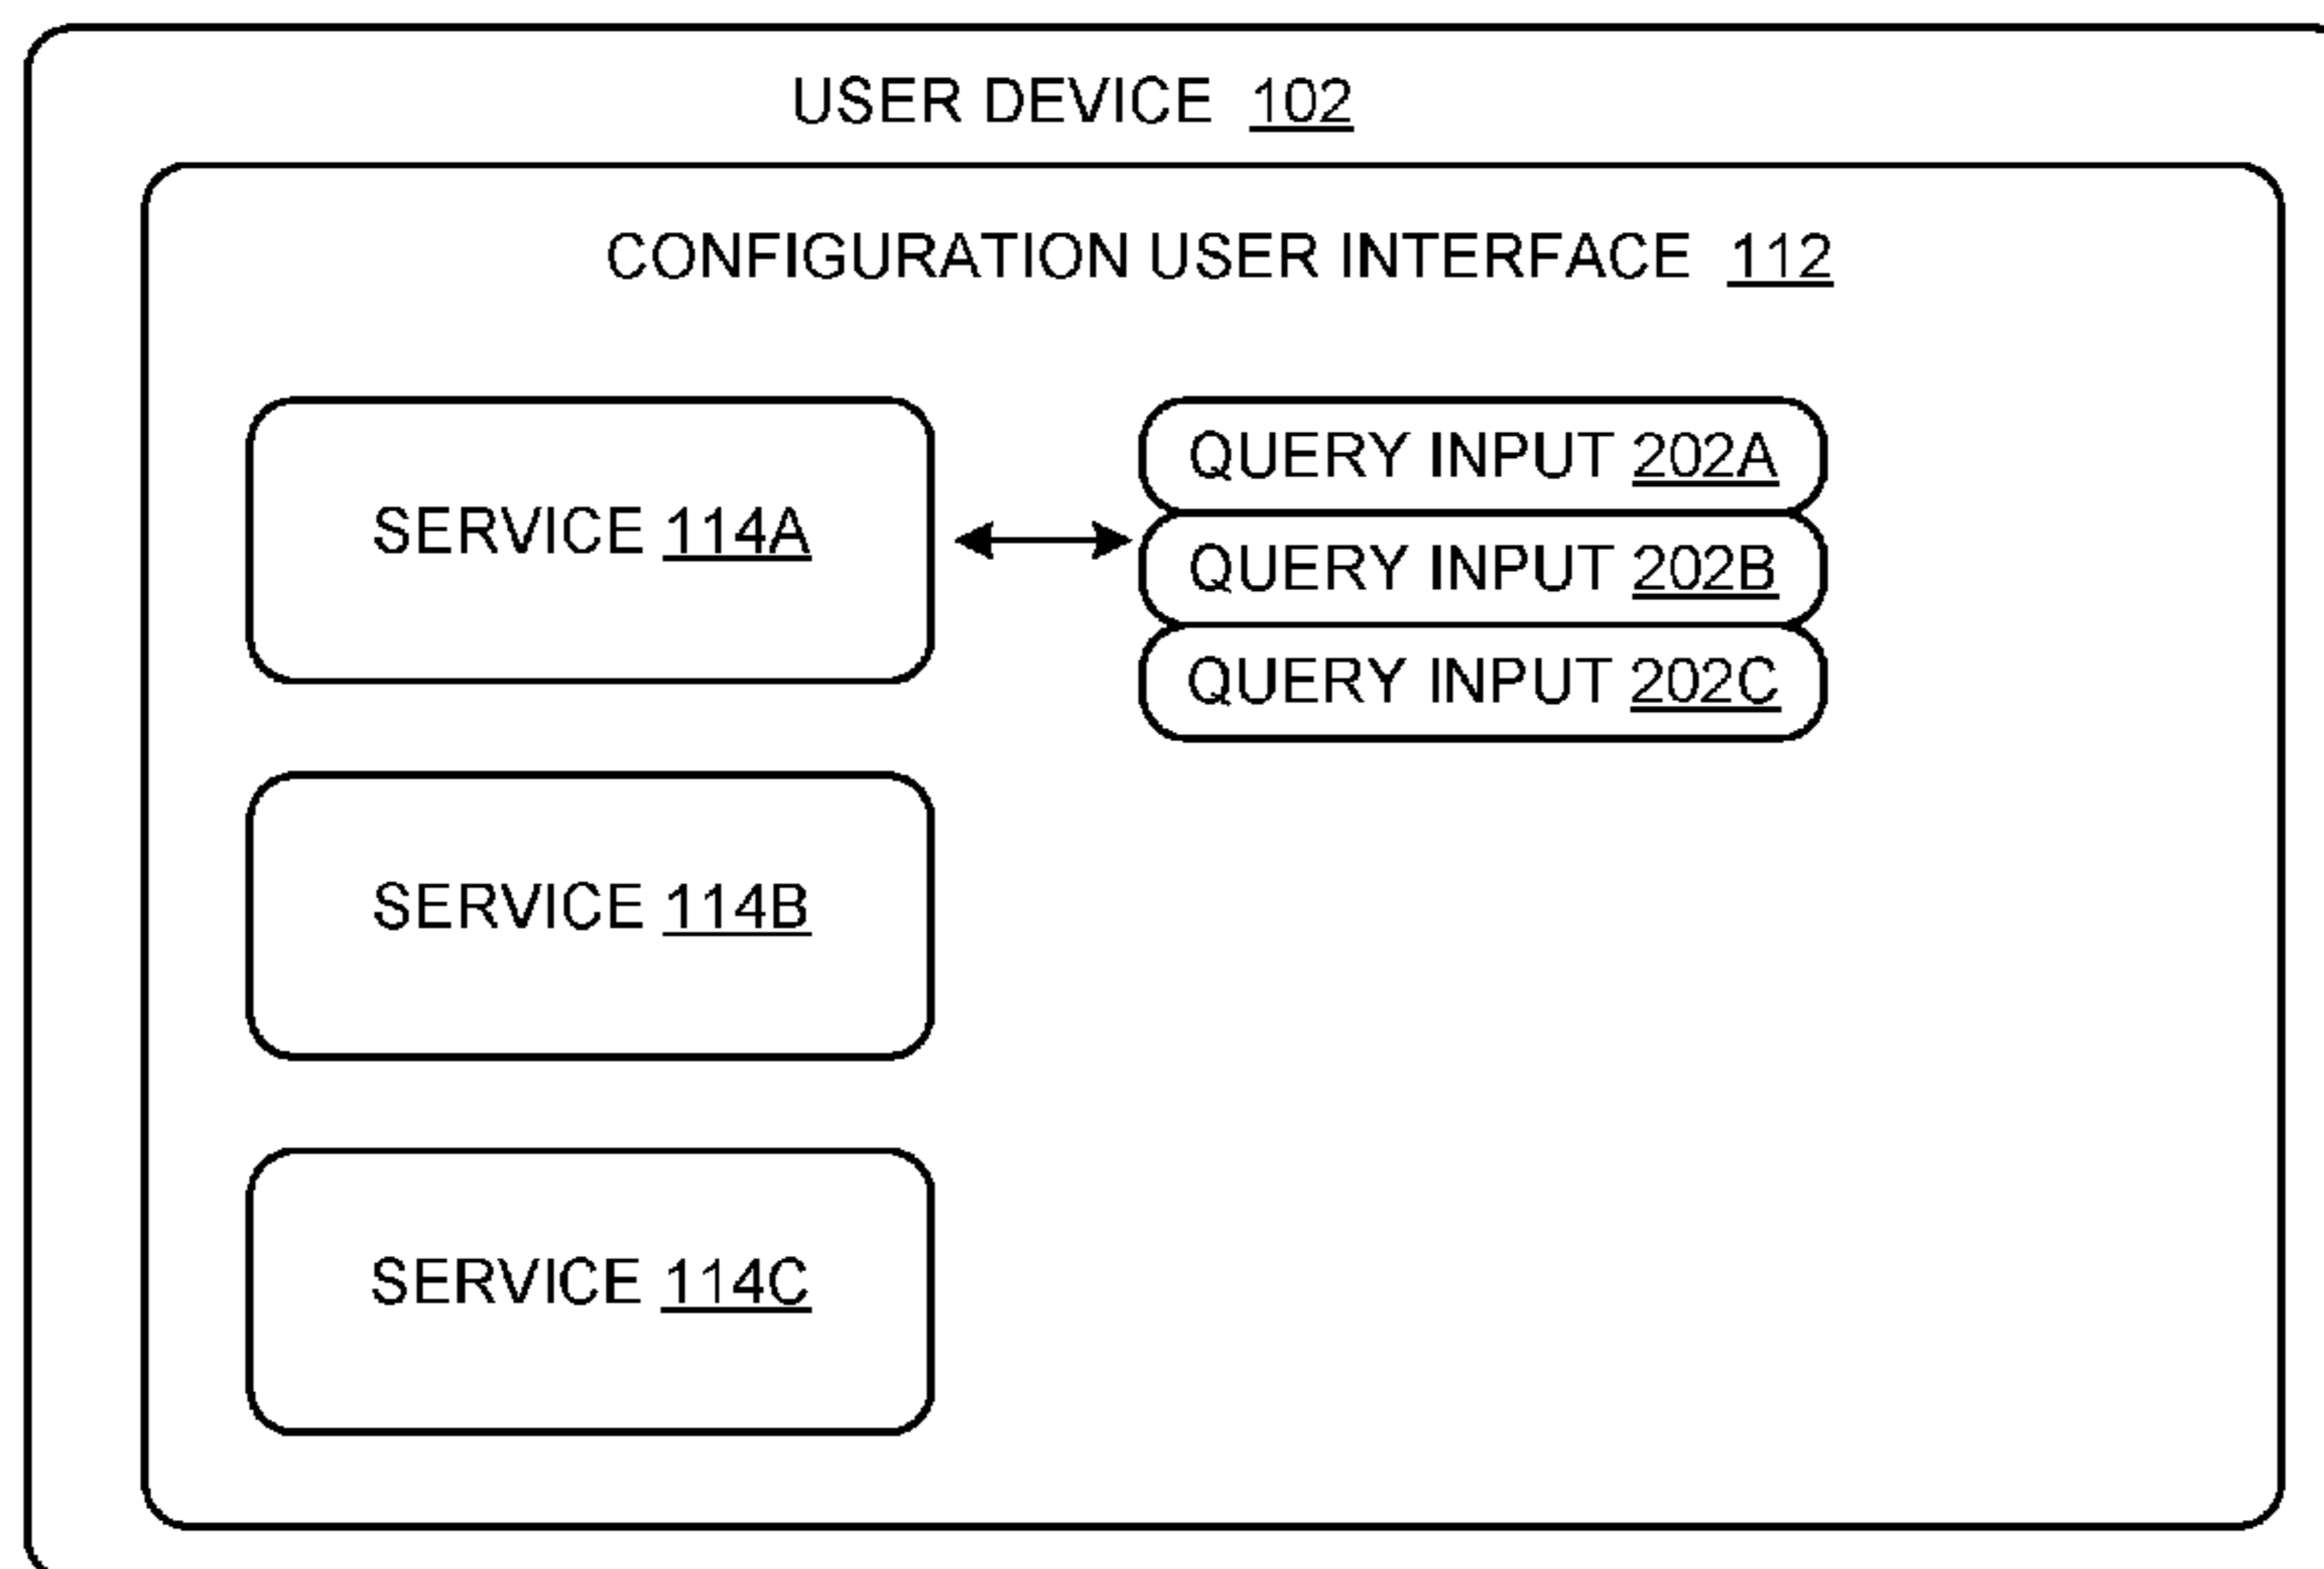 USER DEVICE 102
CONFIGURATION USER INTERFACE 112
SERVICE 114A
QUERY INPUT 202A
QUERY INPUT 202B
QUERY INPUT 202C
SERVICE 114B
SERVICE 114C